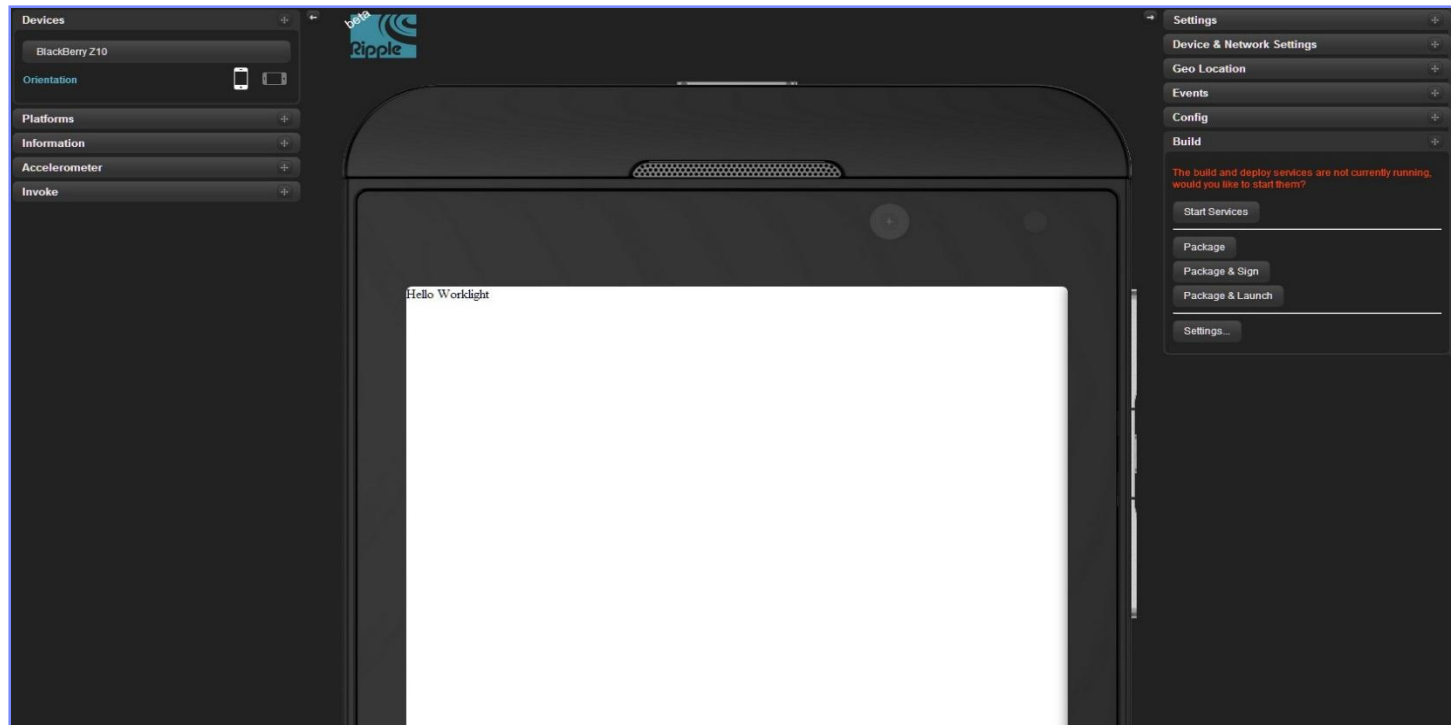 Devices
BlackBerry Z10
Orientation
Platforms
Information
Accelerometer
Invoke
beta
Ripple
Hello Worklight
Settings
Device & Network Settings
Geo Location
Events
Config
Build
The build and deploy services are not currently running,
would you like to start them?
Start Services
Package
Package & Sign
Package & Launch
Settings...